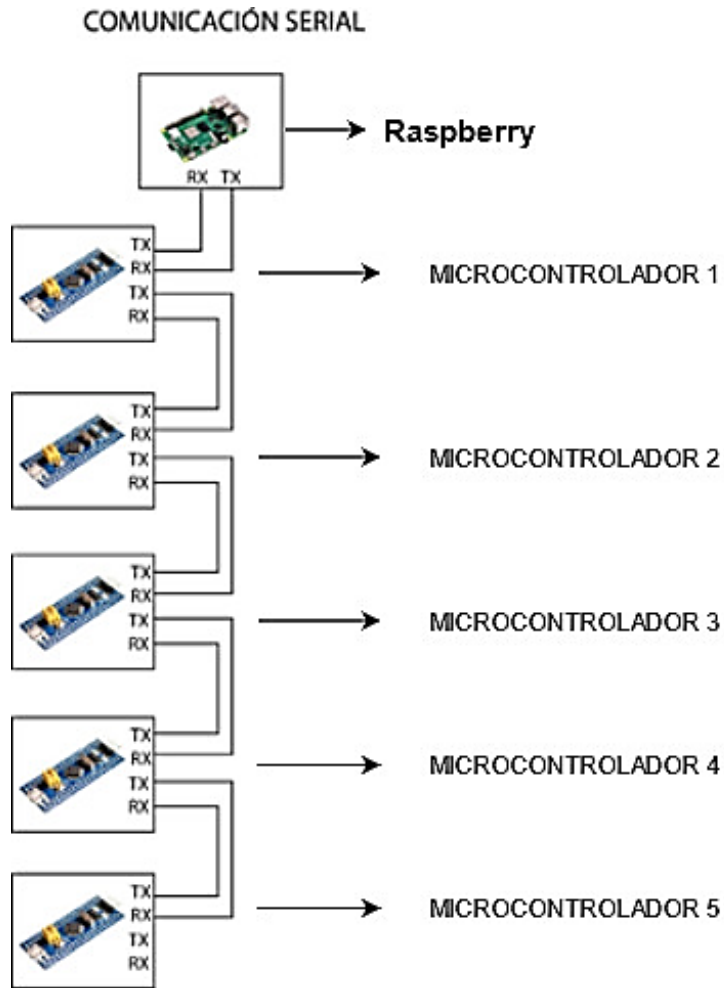 COMUNICACIÓN SERIAL
Raspberry
RX TX
TX
RX
TX
RX
MICROCONTROLADOR 1
TX
RX
TX
RX
MICROCONTROLADOR 2
TX
RX
TX
RX
MICROCONTROLADOR 3
TX
RX
TX
RX
MICROCONTROLADOR 4
TX
RX
TX
RX
MICROCONTROLADOR 5